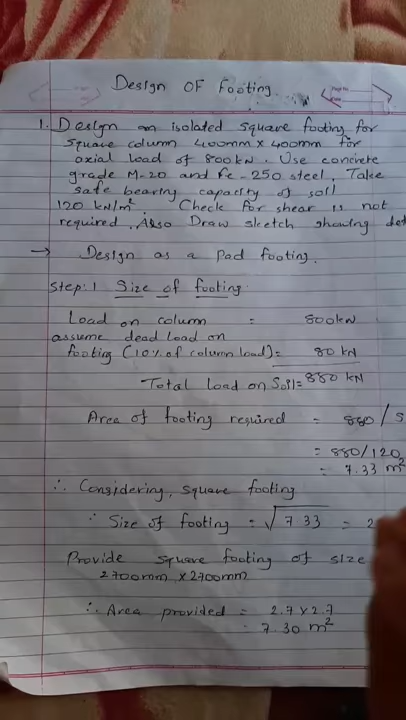 Design OF Footing.
1. Design an isolated square footing for
square column 400mm x 400mm for
axial load of 800kN. Use concrete
grade M-20 and Fe-250 steel, Take
safe bearing capacity of soil
120 kN/m². Check for shear is not
required, Also Draw sketch showing det
→ Design as a Pad footing.
Step:1 Size of footing
Load on column = 800kN
assume dead load on
footing (10% of column load)= 80 kN
Total Load on Soil= 880 kN
Area of footing required = 880/S
= 880/120
= 7.33 m²
∴ Considering, Square footing
∴ Size of footing = √7.33 = 2
Provide square footing of size
2700mm x 2700mm
∴ Area provided = 2.7 x 2.7
= 7.30 m²